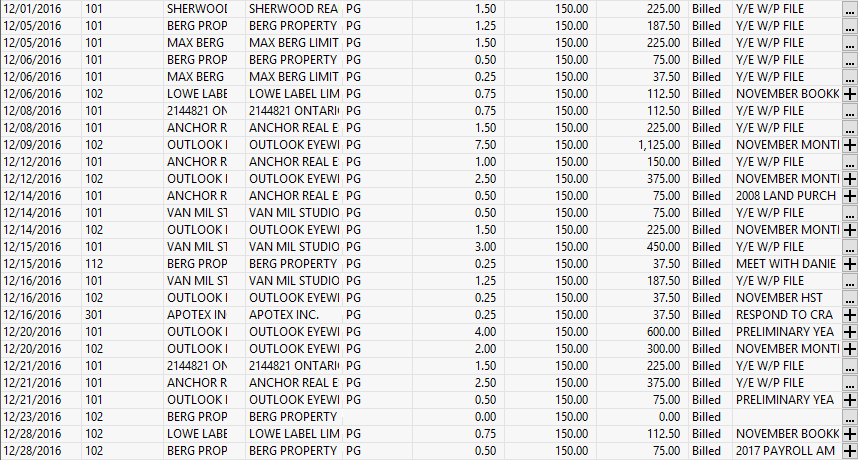 12/01/2016 101 SHERWOOD SHERWOOD REA PG 1.50 150.00 225.00 Billed Y/E W/P FILE ...
12/05/2016 101 BERG PROP BERG PROPERTY PG 1.25 150.00 187.50 Billed Y/E W/P FILE ...
12/05/2016 101 MAX BERG MAX BERG LIMIT PG 1.50 150.00 225.00 Billed Y/E W/P FILE ...
12/06/2016 101 BERG PROP BERG PROPERTY PG 0.50 150.00 75.00 Billed Y/E W/P FILE ...
12/06/2016 101 MAX BERG MAX BERG LIMIT PG 0.25 150.00 37.50 Billed Y/E W/P FILE ...
12/06/2016 102 LOWE LABE LOWE LABEL LIM PG 0.75 150.00 112.50 Billed NOVEMBER BOOKK +
12/08/2016 101 2144821 ON 2144821 ONTARI PG 0.75 150.00 112.50 Billed Y/E W/P FILE ...
12/08/2016 101 ANCHOR R ANCHOR REAL E PG 1.50 150.00 225.00 Billed Y/E W/P FILE ...
12/09/2016 102 OUTLOOK E OUTLOOK EYEWE PG 7.50 150.00 1,125.00 Billed NOVEMBER MONTH +
12/12/2016 101 ANCHOR R ANCHOR REAL E PG 1.00 150.00 150.00 Billed Y/E W/P FILE ...
12/12/2016 102 OUTLOOK E OUTLOOK EYEWE PG 2.50 150.00 375.00 Billed NOVEMBER MONTH +
12/14/2016 101 ANCHOR R ANCHOR REAL E PG 0.50 150.00 75.00 Billed 2008 LAND PURCH +
12/14/2016 101 VAN MIL ST VAN MIL STUDIO PG 0.50 150.00 75.00 Billed Y/E W/P FILE ...
12/14/2016 102 OUTLOOK E OUTLOOK EYEWE PG 1.50 150.00 225.00 Billed NOVEMBER MONTH +
12/15/2016 101 VAN MIL ST VAN MIL STUDIO PG 3.00 150.00 450.00 Billed Y/E W/P FILE ...
12/15/2016 112 BERG PROP BERG PROPERTY PG 0.25 150.00 37.50 Billed MEET WITH DANIE +
12/16/2016 101 VAN MIL ST VAN MIL STUDIO PG 1.25 150.00 187.50 Billed Y/E W/P FILE ...
12/16/2016 102 OUTLOOK E OUTLOOK EYEWE PG 0.25 150.00 37.50 Billed NOVEMBER HST ...
12/16/2016 301 APOTEX IN APOTEX INC. PG 0.25 150.00 37.50 Billed RESPOND TO CRA +
12/20/2016 101 OUTLOOK E OUTLOOK EYEWE PG 4.00 150.00 600.00 Billed PRELIMINARY YEA +
12/20/2016 102 OUTLOOK E OUTLOOK EYEWE PG 2.00 150.00 300.00 Billed NOVEMBER MONTH +
12/21/2016 101 2144821 ON 2144821 ONTARI PG 1.50 150.00 225.00 Billed Y/E W/P FILE ...
12/21/2016 101 ANCHOR R ANCHOR REAL E PG 2.50 150.00 375.00 Billed Y/E W/P FILE ...
12/21/2016 101 OUTLOOK E OUTLOOK EYEWE PG 0.50 150.00 75.00 Billed PRELIMINARY YEA +
12/23/2016 102 BERG PROP BERG PROPERTY 0.00 150.00 0.00 Billed ...
12/28/2016 102 LOWE LABE LOWE LABEL LIM PG 0.75 150.00 112.50 Billed NOVEMBER BOOKK +
12/28/2016 102 BERG PROP BERG PROPERTY PG 0.50 150.00 75.00 Billed 2017 PAYROLL AM +